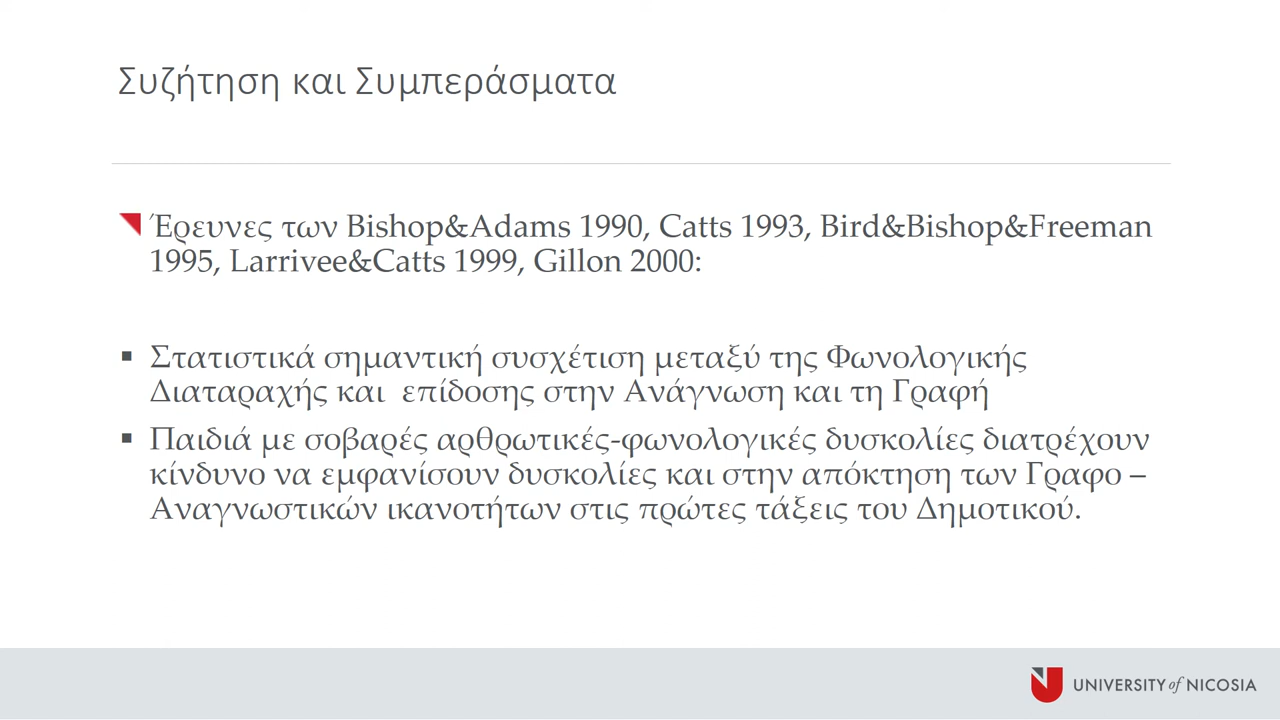 Συζήτηση και Συμπεράσματα
Έρευνες των Bishop&Adams 1990, Catts 1993, Bird&Bishop&Freeman
1995, Larrivee&Catts 1999, Gillon 2000:
▪ Στατιστικά σημαντική συσχέτιση μεταξύ της Φωνολογικής
Διαταραχής και επίδοσης στην Ανάγνωση και τη Γραφή
▪ Παιδιά με σοβαρές αρθρωτικές-φωνολογικές δυσκολίες διατρέχουν
κίνδυνο να εμφανίσουν δυσκολίες και στην απόκτηση των Γραφο –
Αναγνωστικών ικανοτήτων στις πρώτες τάξεις του Δημοτικού.
UNIVERSITY of NICOSIA